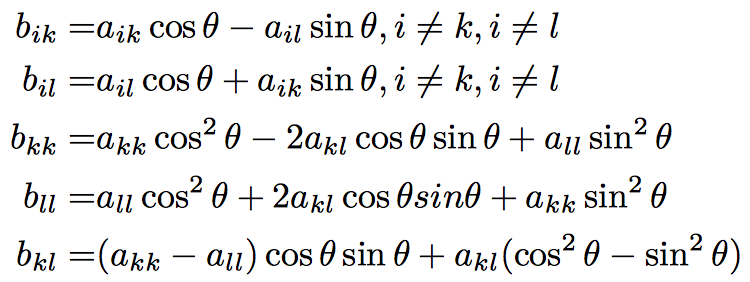 b_{ik} = a_{ik} cos θ − a_{il} sin θ, i ≠ k, i ≠ l
b_{il} = a_{il} cos θ + a_{ik} sin θ, i ≠ k, i ≠ l
b_{kk} = a_{kk} cos² θ − 2a_{kl} cos θ sin θ + a_{ll} sin² θ
b_{ll} = a_{ll} cos² θ + 2a_{kl} cos θsinθ + a_{kk} sin² θ
b_{kl} = (a_{kk} − a_{ll}) cos θ sin θ + a_{kl}(cos² θ − sin² θ)